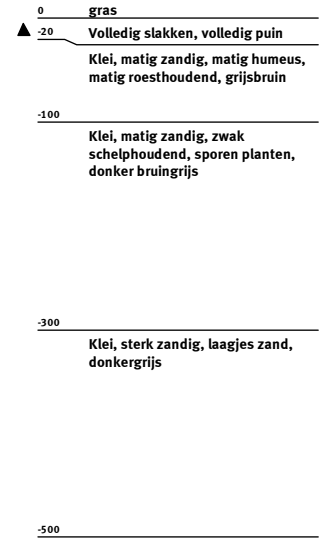 0 gras
-20 Volledig slakken, volledig puin
Klei, matig zandig, matig humeus,
matig roesthoudend, grijsbruin
-100
Klei, matig zandig, zwak
schelphoudend, sporen planten,
donker bruingrijs
-300
Klei, sterk zandig, laagjes zand,
donkergrijs
-500